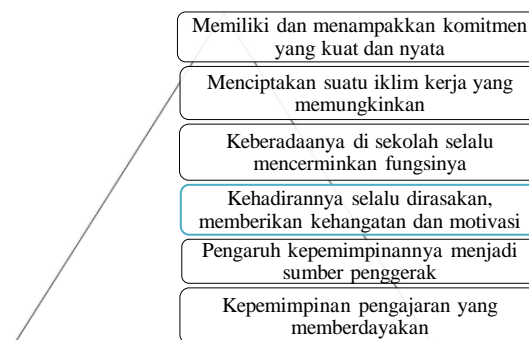 Memiliki dan menampakkan komitmen
yang kuat dan nyata
Menciptakan suatu iklim kerja yang
memungkinkan
Keberadaanya di sekolah selalu
mencerminkan fungsinya
Kehadirannya selalu dirasakan,
memberikan kehangatan dan motivasi
Pengaruh kepemimpinannya menjadi
sumber penggerak
Kepemimpinan pengajaran yang
memberdayakan